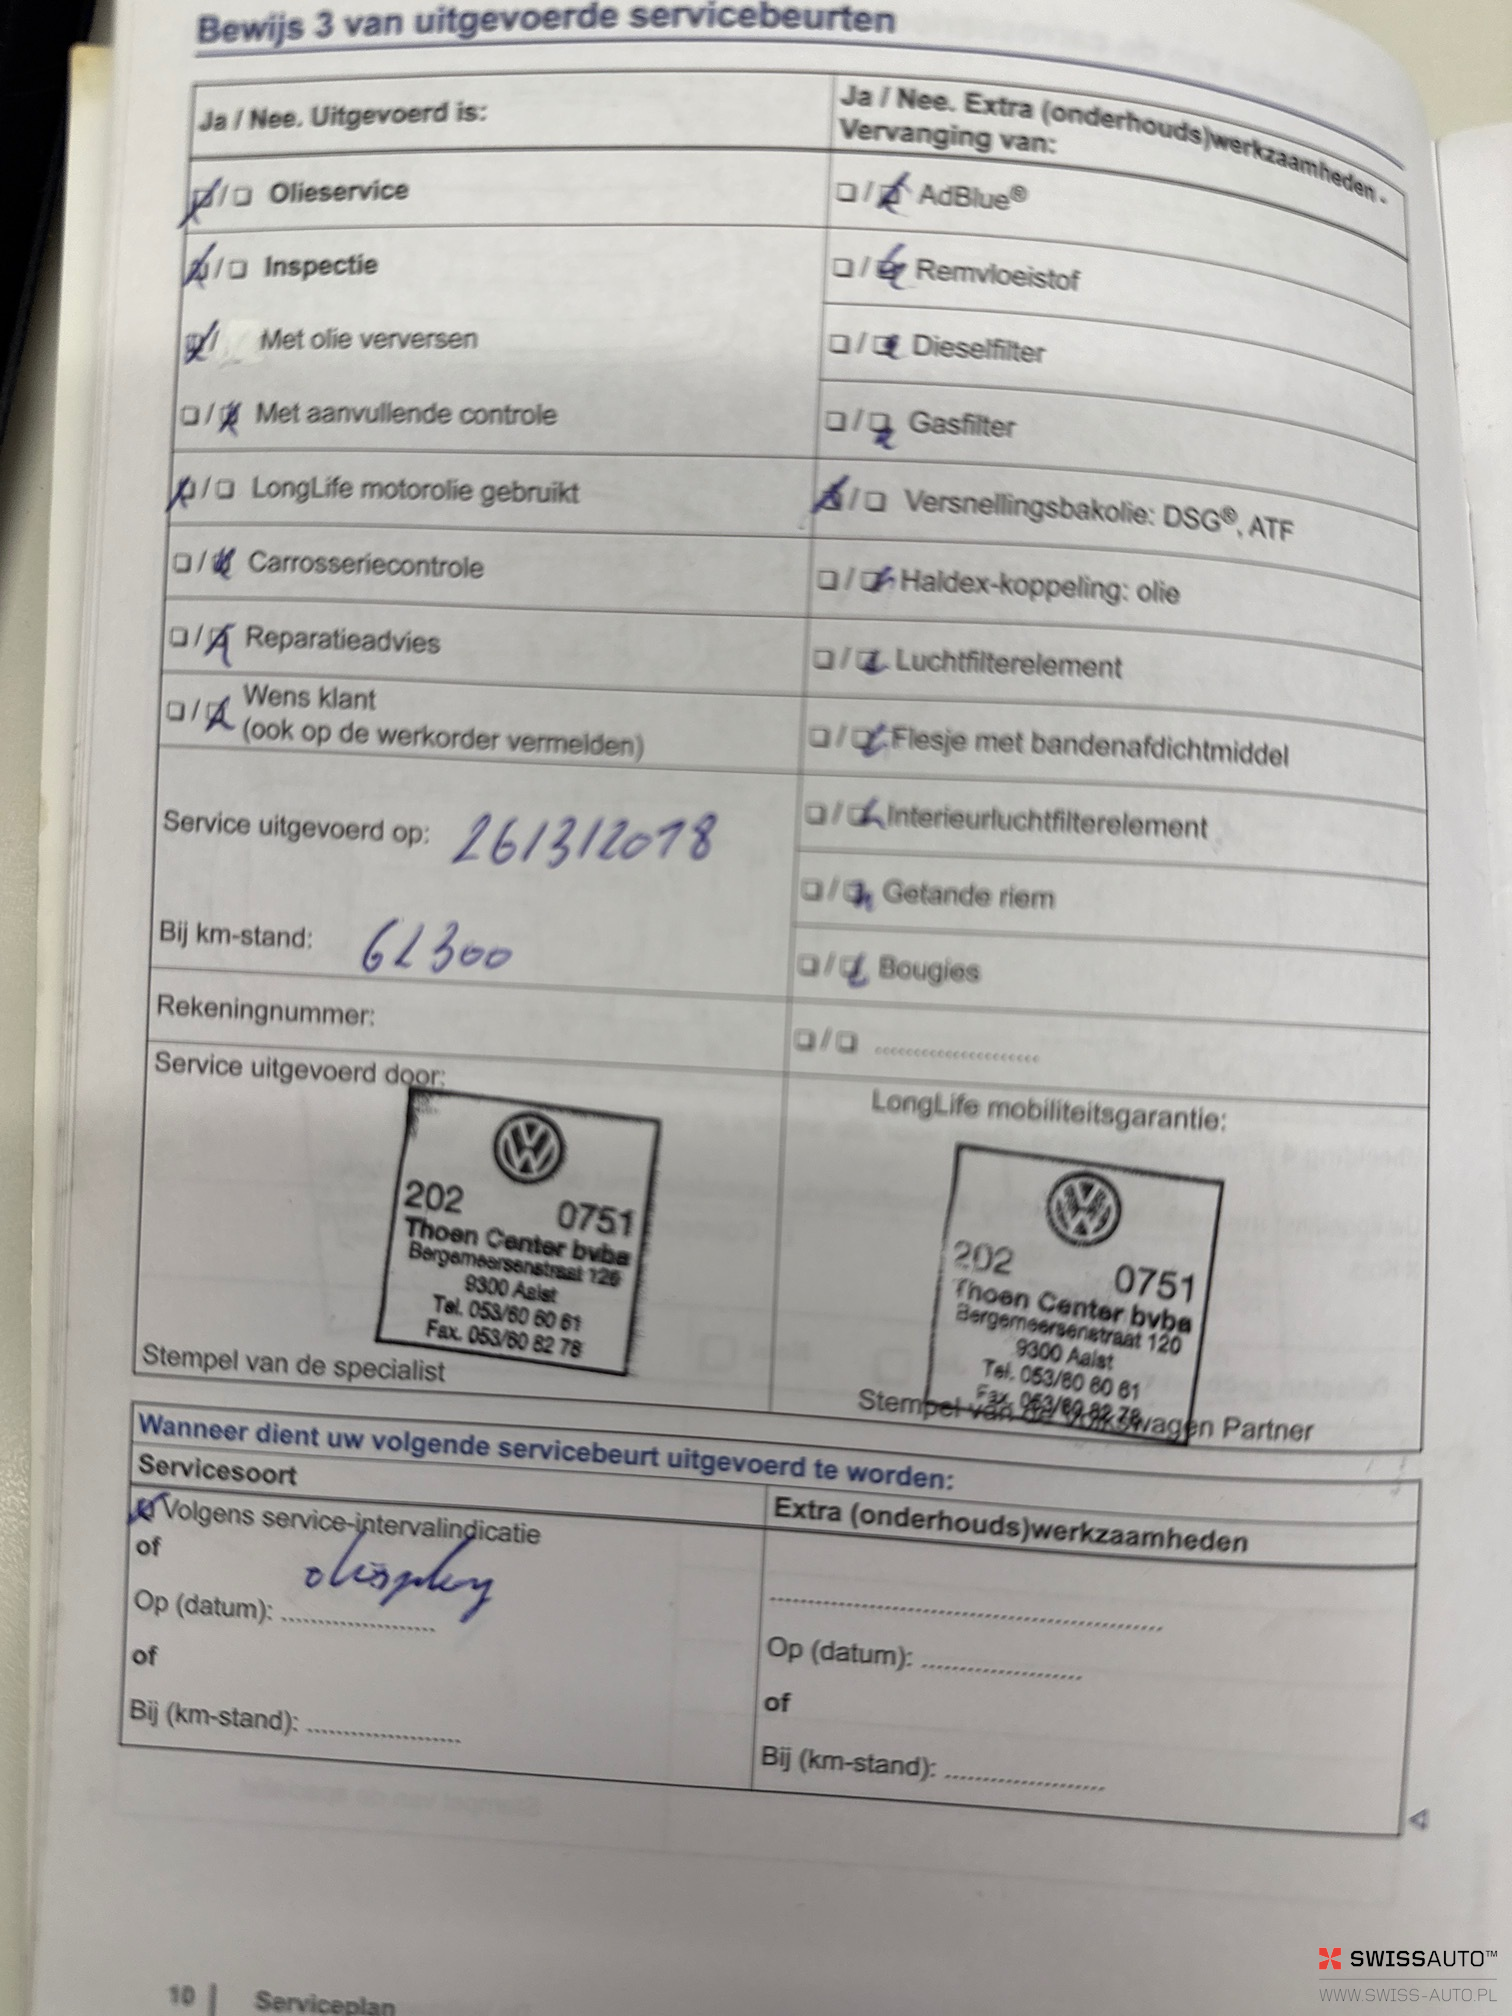 Bewijs 3 van uitgevoerde servicebeurten
Ja / Nee. Uitgevoerd is:
❏/❏ Olieservice
❏/❏ Inspectie
❏/ Met olie verversen
❏/❏ Met aanvullende controle
❏/❏ LongLife motorolie gebruikt
❏/❏ Carrosseriecontrole
❏/❏ Reparatieadvies
❏/❏ Wens klant
(ook op de werkorder vermelden)
Service uitgevoerd op: 26/3/2018
Bij km-stand: 61300
Rekeningnummer:
Service uitgevoerd door:
202 0751
Thoen Center bvba
Bergemeersenstraat 120
9300 Aalst
Tel. 053/60 60 61
Fax. 053/60 82 78
Stempel van de specialist
Ja / Nee. Extra (onderhouds)werkzaamheden -
Vervanging van:
❏/❏ AdBlue®
❏/❏ Remvloeistof
❏/❏ Dieselfilter
❏/❏ Gasfilter
❏/❏ Versnellingsbakolie: DSG®, ATF
❏/❏ Haldex-koppeling: olie
❏/❏ Luchtfilterelement
❏/❏ Flesje met bandenafdichtmiddel
❏/❏ Interieurluchtfilterelement
❏/❏ Getande riem
❏/❏ Bougies
❏/❏ .....................
LongLife mobiliteitsgarantie:
202 0751
Thoen Center bvba
Bergemeersenstraat 120
9300 Aalst
Tel. 053/60 60 61
Fax. 053/60 82 78
Stempel van de Volkswagen Partner
Wanneer dient uw volgende servicebeurt uitgevoerd te worden:
Servicesoort
❏ Volgens service-intervalindicatie
of
display
Op (datum): ....................
of
Bij (km-stand): ....................
Extra (onderhouds)werkzaamheden
..................................................
Op (datum): ....................
of
Bij (km-stand): ....................
10 | Serviceplan
SWISSAUTO™
WWW.SWISS-AUTO.PL